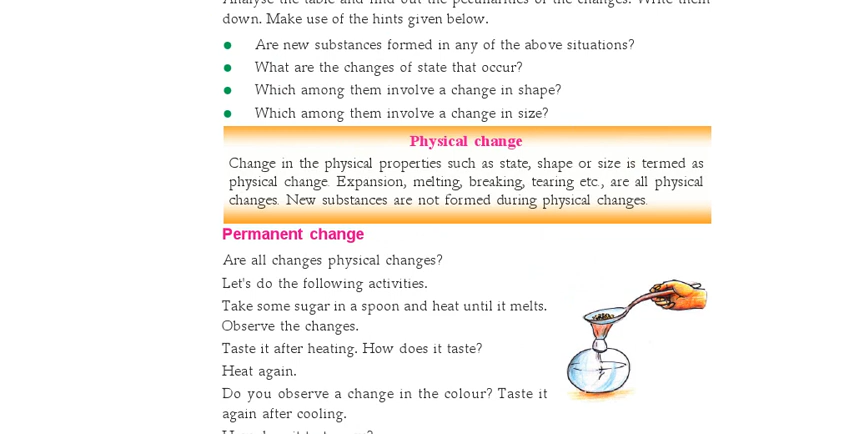 Analyse the table and find out the peculiarities of the changes. Write them
down. Make use of the hints given below.
● Are new substances formed in any of the above situations?
● What are the changes of state that occur?
● Which among them involve a change in shape?
● Which among them involve a change in size?
Physical change
Change in the physical properties such as state, shape or size is termed as
physical change. Expansion, melting, breaking, tearing etc., are all physical
changes. New substances are not formed during physical changes.
Permanent change
Are all changes physical changes?
Let's do the following activities.
Take some sugar in a spoon and heat until it melts.
Observe the changes.
Taste it after heating. How does it taste?
Heat again.
Do you observe a change in the colour? Taste it
again after cooling.